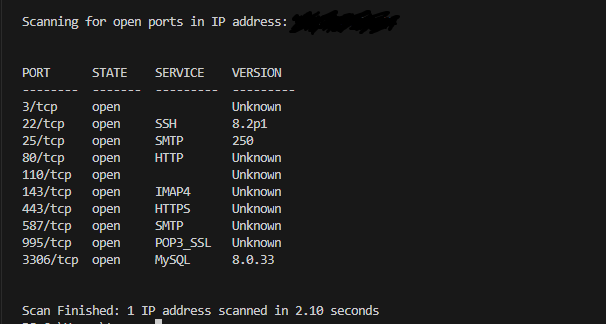 Scanning for open ports in IP address:
PORT STATE SERVICE VERSION
-------- ------- --------- ---------
3/tcp open Unknown
22/tcp open SSH 8.2p1
25/tcp open SMTP 250
80/tcp open HTTP Unknown
110/tcp open Unknown
143/tcp open IMAP4 Unknown
443/tcp open HTTPS Unknown
587/tcp open SMTP Unknown
995/tcp open POP3_SSL Unknown
3306/tcp open MySQL 8.0.33
Scan Finished: 1 IP address scanned in 2.10 seconds